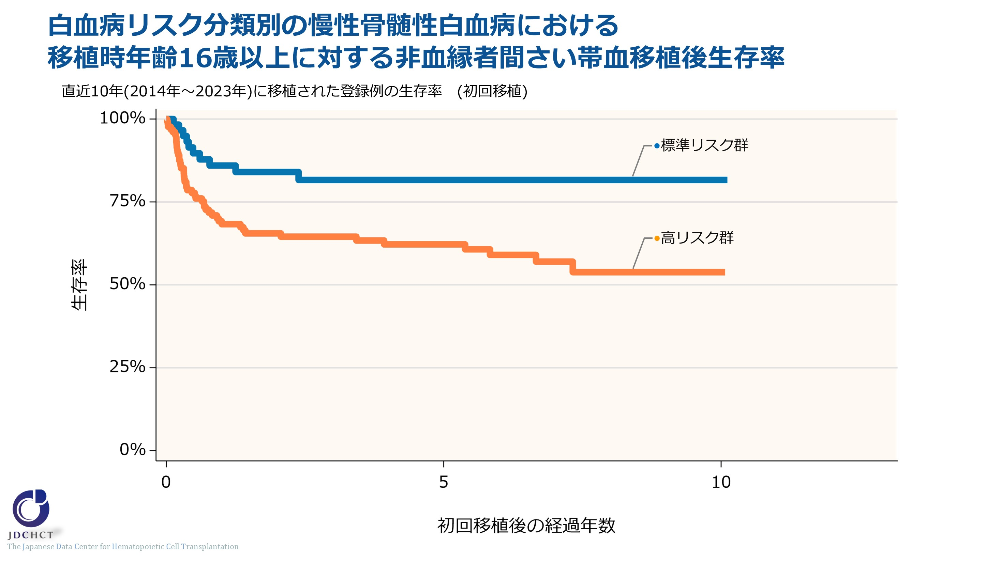 白血病リスク分類別の慢性骨髄性白血病における
移植時年齢16歳以上に対する非血縁者間さい帯血移植後生存率
直近10年(2014年～2023年)に移植された登録例の生存率　(初回移植)
100%
75%
50%
25%
0%
生存率
標準リスク群
高リスク群
0
5
10
初回移植後の経過年数
JDCHCT
The Japanese Data Center for Hematopoietic Cell Transplantation